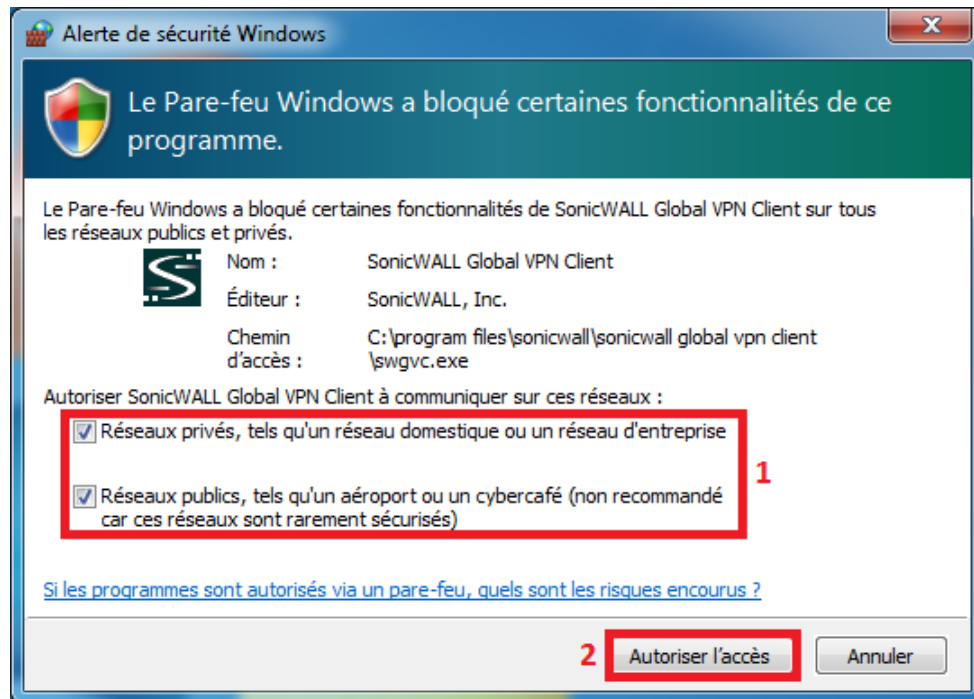 Alerte de sécurité Windows
Le Pare-feu Windows a bloqué certaines fonctionnalités de ce
programme.
Le Pare-feu Windows a bloqué certaines fonctionnalités de SonicWALL Global VPN Client sur tous
les réseaux publics et privés.
Nom : SonicWALL Global VPN Client
Éditeur : SonicWALL, Inc.
Chemin C:\program files\sonicwall\sonicwall global vpn client
d'accès : \swgvc.exe
Autoriser SonicWALL Global VPN Client à communiquer sur ces réseaux :
Réseaux privés, tels qu'un réseau domestique ou un réseau d'entreprise
1
Réseaux publics, tels qu'un aéroport ou un cybercafé (non recommandé
car ces réseaux sont rarement sécurisés)
Si les programmes sont autorisés via un pare-feu, quels sont les risques encourus ?
2 Autoriser l'accès Annuler